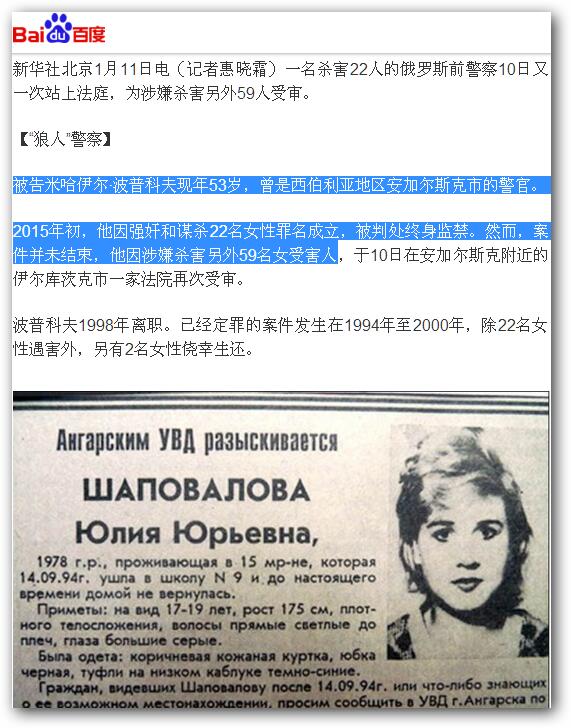 Bai du 百度
新华社北京1月11日电（记者惠晓霜）一名杀害22人的俄罗斯前警察10日又
一次站上法庭，为涉嫌杀害另外59人受审。
【“狼人”警察】
被告米哈伊尔·波普科夫现年53岁，曾是西伯利亚地区安加尔斯克市的警官。
2015年初，他因强奸和谋杀22名女性罪名成立，被判处终身监禁。然而，案
件并未结束，他因涉嫌杀害另外59名女受害人，于10日在安加尔斯克附近的
伊尔库茨克市一家法院再次受审。
波普科夫1998年离职。已经定罪的案件发生在1994年至2000年，除22名女
性遇害外，另有2名女性侥幸生还。
Ангарским УВД разыскивается
ШАПОВАЛОВА
Юлия Юрьевна,
1978 г.р., проживающая в 15 мр-не, которая
14.09.94г. ушла в школу N 9 и до настоящего
времени домой не вернулась.
Приметы: на вид 17-19 лет, рост 175 см, плот-
ного телосложения, волосы прямые светлые до
плеч, глаза большие серые.
Была одета: коричневая кожаная куртка, юбка
черная, туфли на низком каблуке темно-синие.
Граждан, видевших Шаповалову после 14.09.94г. или что-либо знающих
о ее возможном местонахождении, просим сообщить в УВД г.Ангарска по